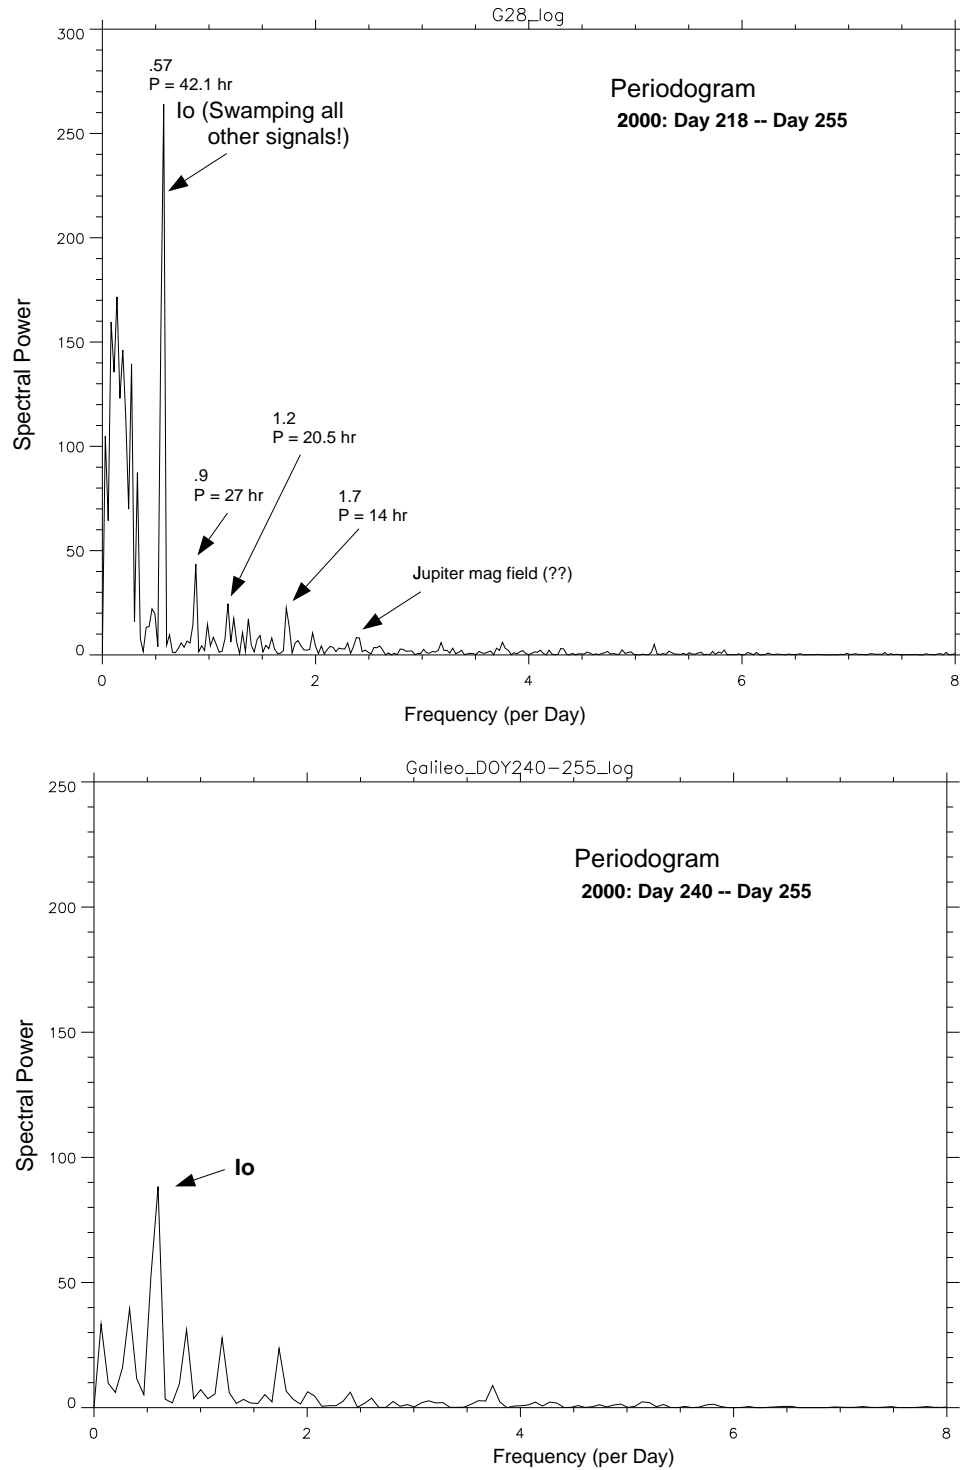 G28_log
300
250
200
150
100
50
0
.57
P = 42.1 hr
Io (Swamping all
other signals!)
Periodogram
2000: Day 218 -- Day 255
Spectral Power
.9
P = 27 hr
1.2
P = 20.5 hr
1.7
P = 14 hr
Jupiter mag field (??)
0 2 4 6 8
Frequency (per Day)
Galileo_DOY240-255_log
250
200
150
100
50
0
Periodogram
2000: Day 240 -- Day 255
Spectral Power
Io
0 2 4 6 8
Frequency (per Day)